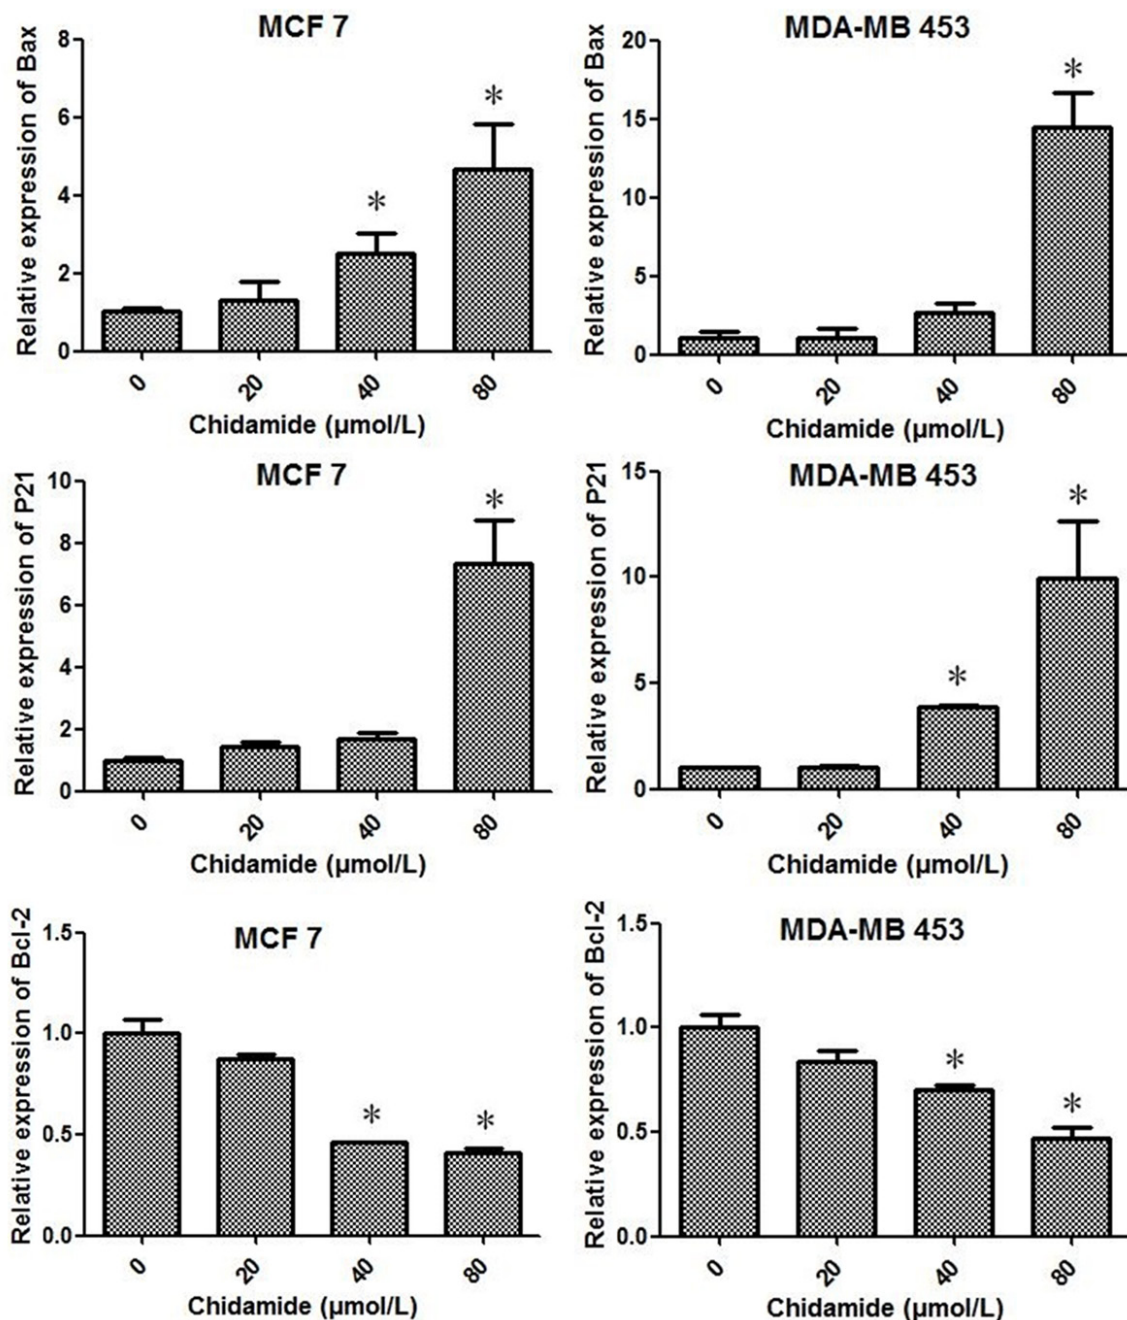 MCF 7
Relative expression of Bax
8
6
4
2
0
*
*
0 20 40 80
Chidamide (µmol/L)
MDA-MB 453
Relative expression of Bax
20
15
10
5
0
*
0 20 40 80
Chidamide (µmol/L)
MCF 7
Relative expression of P21
10
8
6
4
2
0
*
0 20 40 80
Chidamide (µmol/L)
MDA-MB 453
Relative expression of P21
15
10
5
0
*
*
0 20 40 80
Chidamide (µmol/L)
MCF 7
Relative expression of Bcl-2
1.5
1.0
0.5
0.0
* *
0 20 40 80
Chidamide (µmol/L)
MDA-MB 453
Relative expression of Bcl-2
1.5
1.0
0.5
0.0
*
*
0 20 40 80
Chidamide (µmol/L)